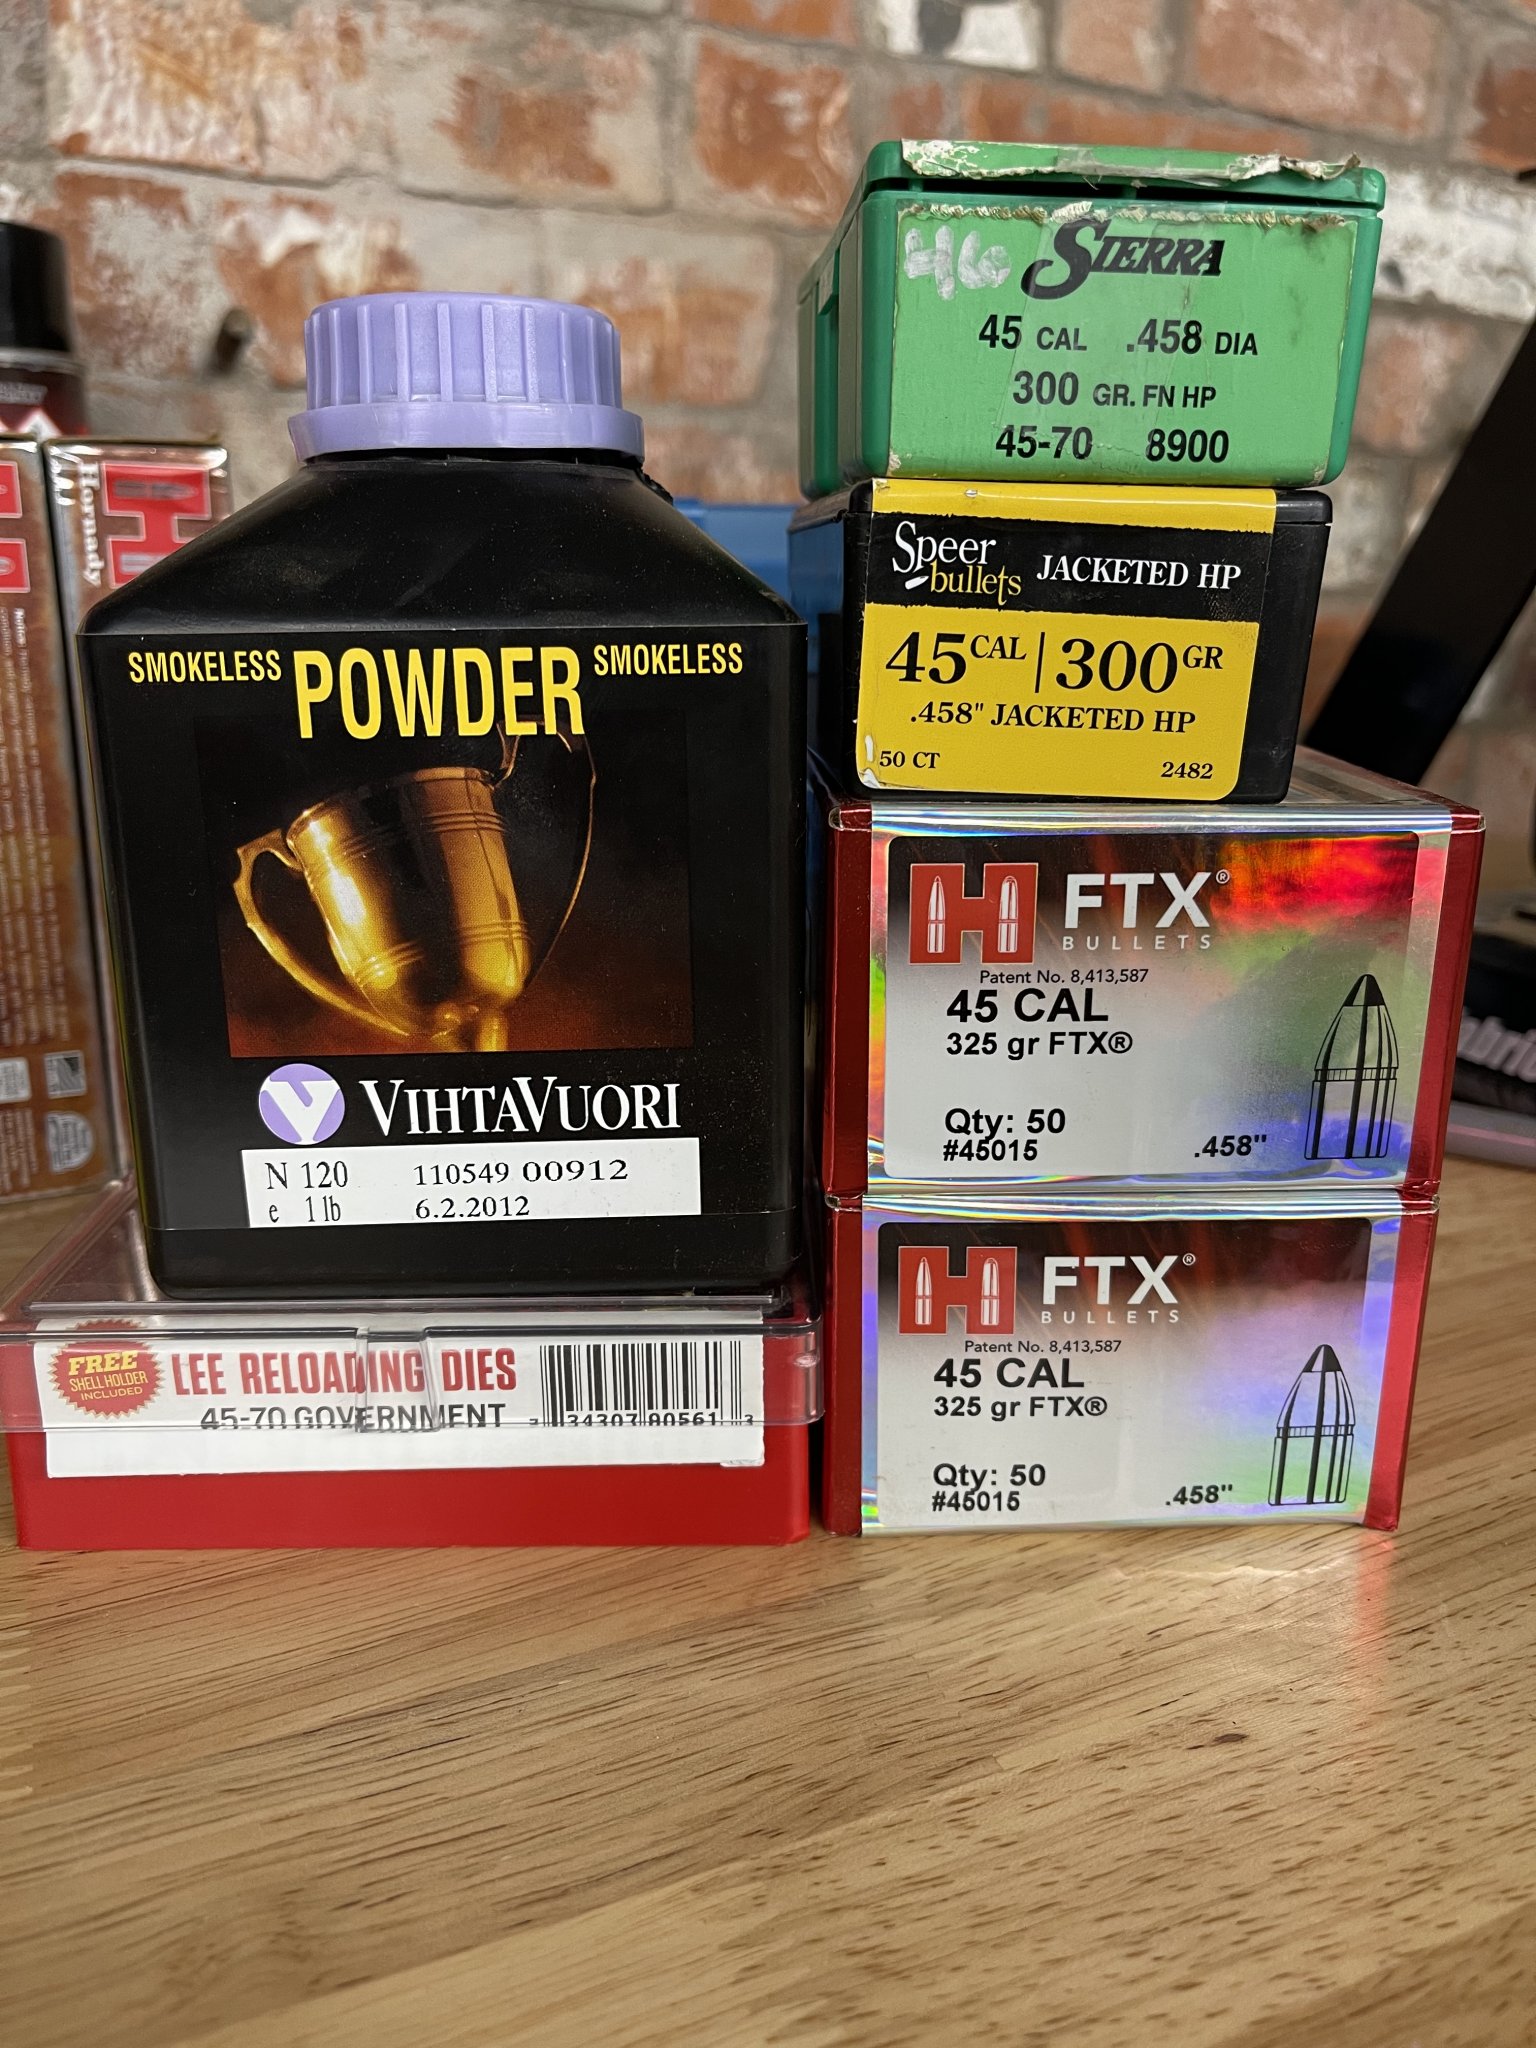 SMOKELESS POWDER SMOKELESS
VIHTAVUORI
N 120 110549 00912
e 1 lb 6.2.2012
FREE
SHELL HOLDER
INCLUDED
LEE RELOADING DIES
45-70 GOVERNMENT
7 34307 90561 3
46 SIERRA
45 CAL .458 DIA
300 GR. FN HP
45-70 8900
Speer
bullets
JACKETED HP
45 CAL | 300 GR
.458" JACKETED HP
50 CT 2482
H FTX®
BULLETS
Patent No. 8,413,587
45 CAL
325 gr FTX®
Qty: 50
#45015 .458"
H FTX®
BULLETS
Patent No. 8,413,587
45 CAL
325 gr FTX®
Qty: 50
#45015 .458"
Hornady